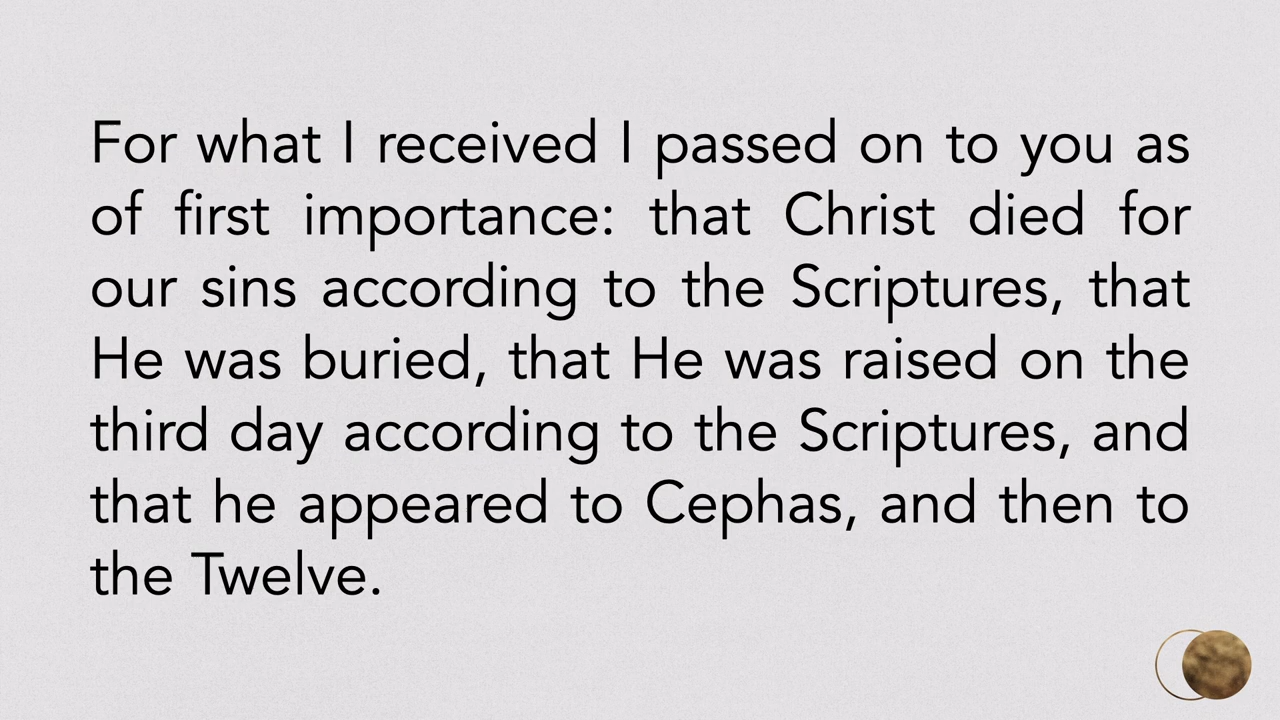 For what I received I passed on to you as
of first importance: that Christ died for
our sins according to the Scriptures, that
He was buried, that He was raised on the
third day according to the Scriptures, and
that he appeared to Cephas, and then to
the Twelve.